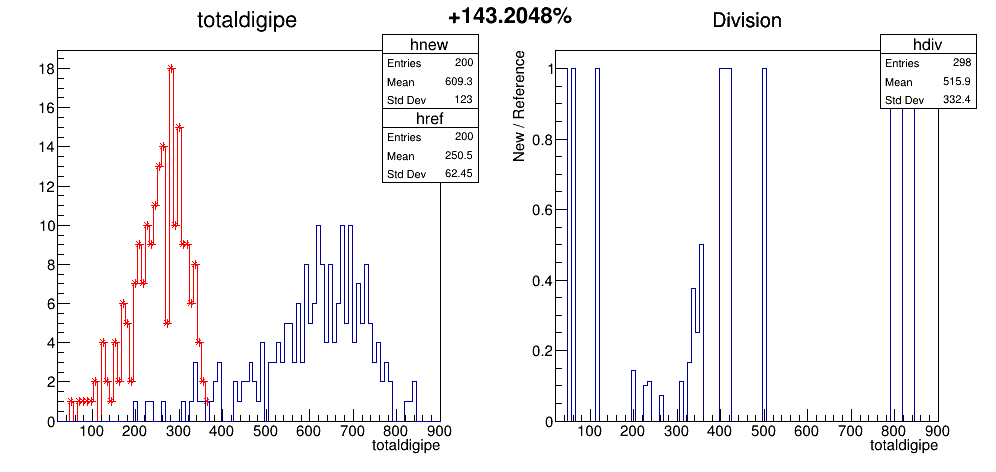 +143.2048%
totaldigipe
hnew
Entries 200
Mean 609.3
Std Dev 123
href
Entries 200
Mean 250.5
Std Dev 62.45
18
16
14
12
10
8
6
4
2
0
100 200 300 400 500 600 700 800 900
totaldigipe
Division
hdiv
Entries 298
Mean 515.9
Std Dev 332.4
New / Reference
1
0.8
0.6
0.4
0.2
0
100 200 300 400 500 600 700 800 900
totaldigipe